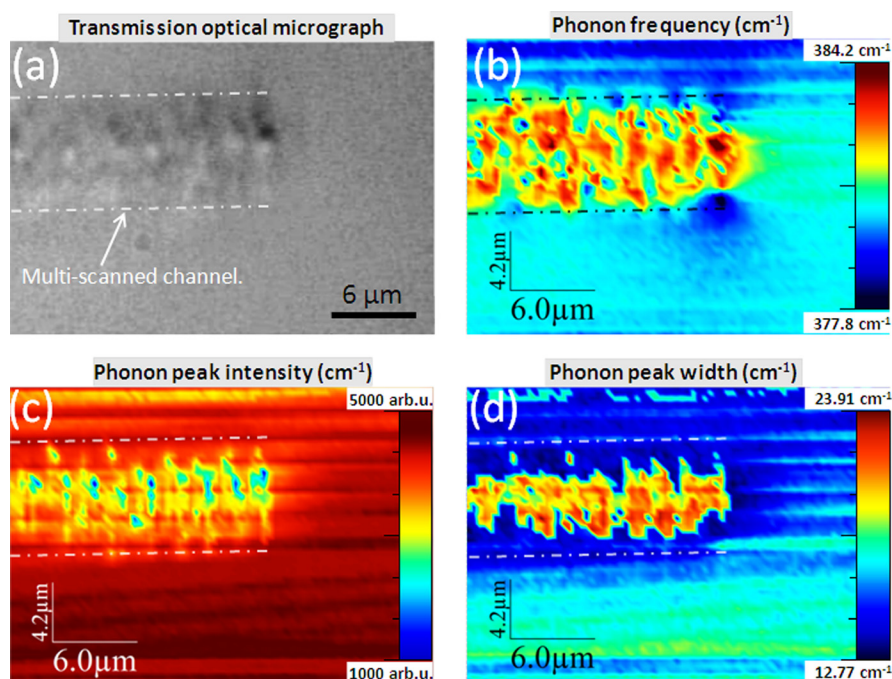 Transmission optical micrograph
(a)
Multi-scanned channel.
6 µm
Phonon frequency (cm⁻¹)
(b)
384.2 cm⁻¹
4.2µm
6.0µm
377.8 cm⁻¹
Phonon peak intensity (cm⁻¹)
(c)
5000 arb.u.
4.2µm
6.0µm
1000 arb.u.
Phonon peak width (cm⁻¹)
(d)
23.91 cm⁻¹
4.2µm
6.0µm
12.77 cm⁻¹